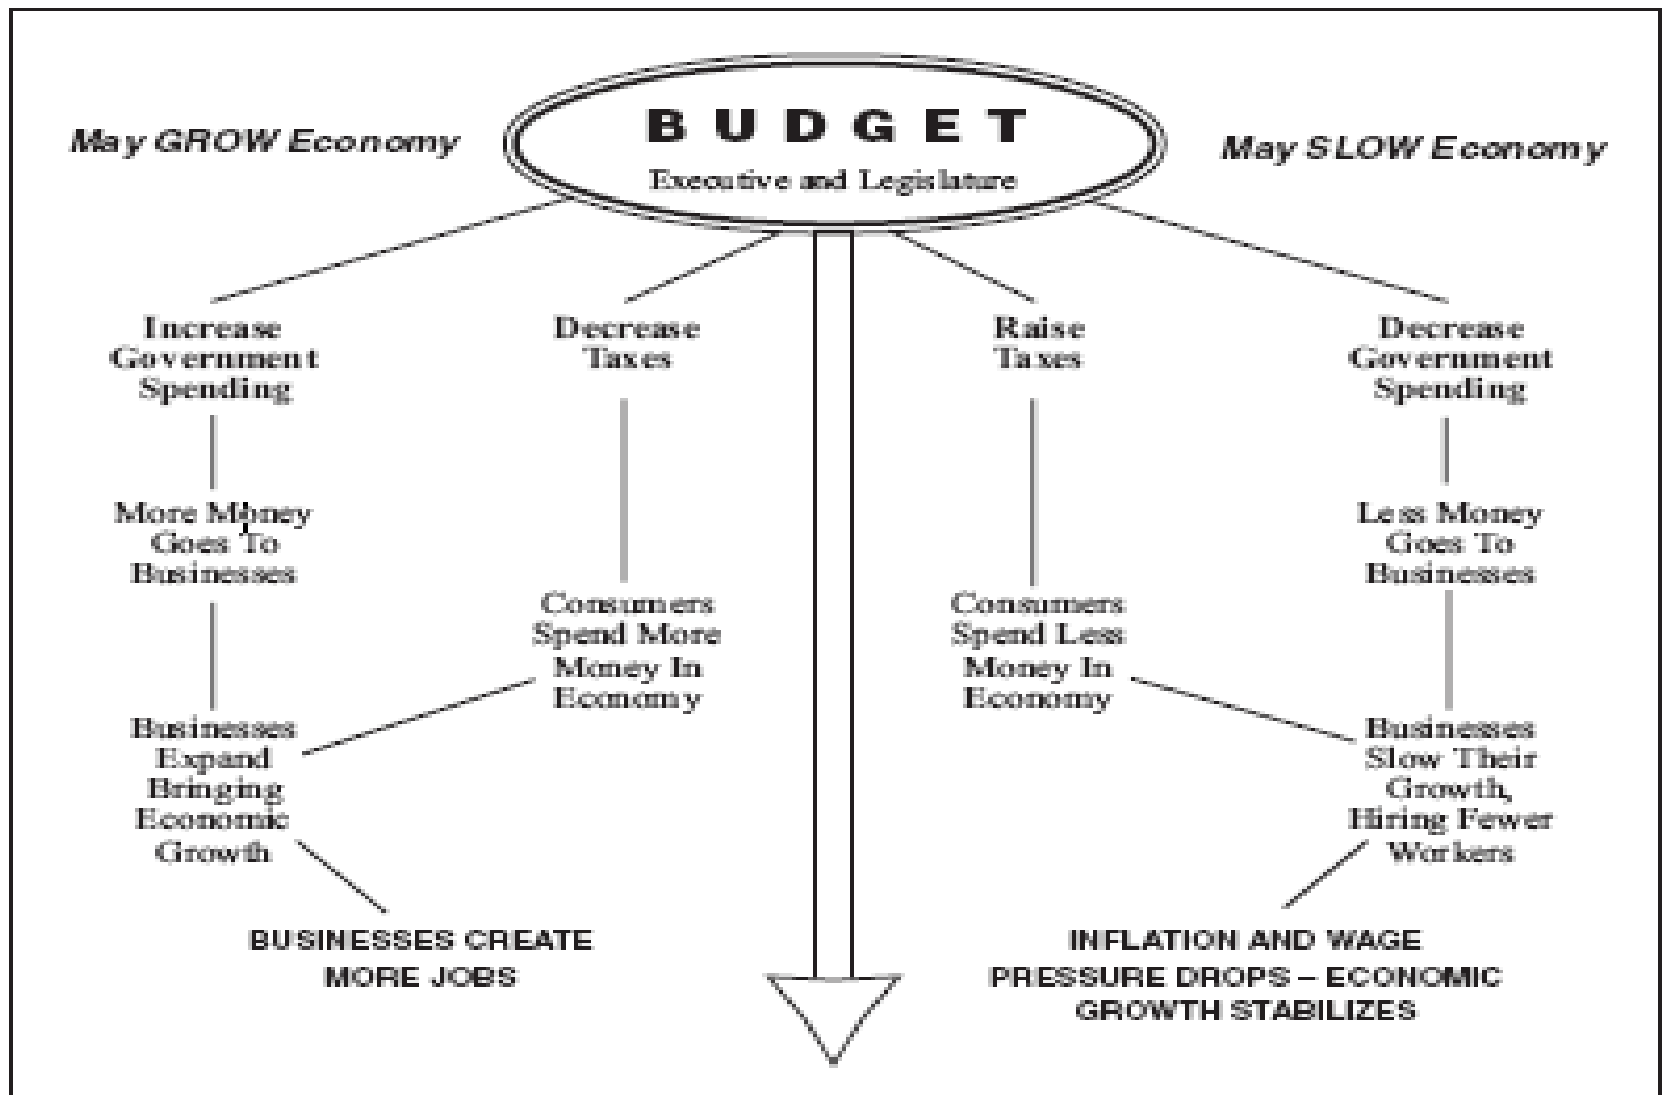 BUDGET
Executive and Legislature
May GROW Economy
May SLOW Economy
Increase
Government
Spending
More Money
Goes To
Businesses
Businesses
Expand
Bringing
Economic
Growth
Decrease
Taxes
Consumers
Spend More
Money In
Economy
BUSINESSES CREATE
MORE JOBS
Raise
Taxes
Consumers
Spend Less
Money In
Economy
Decrease
Government
Spending
Less Money
Goes To
Businesses
Businesses
Slow Their
Growth,
Hiring Fewer
Workers
INFLATION AND WAGE
PRESSURE DROPS – ECONOMIC
GROWTH STABILIZES